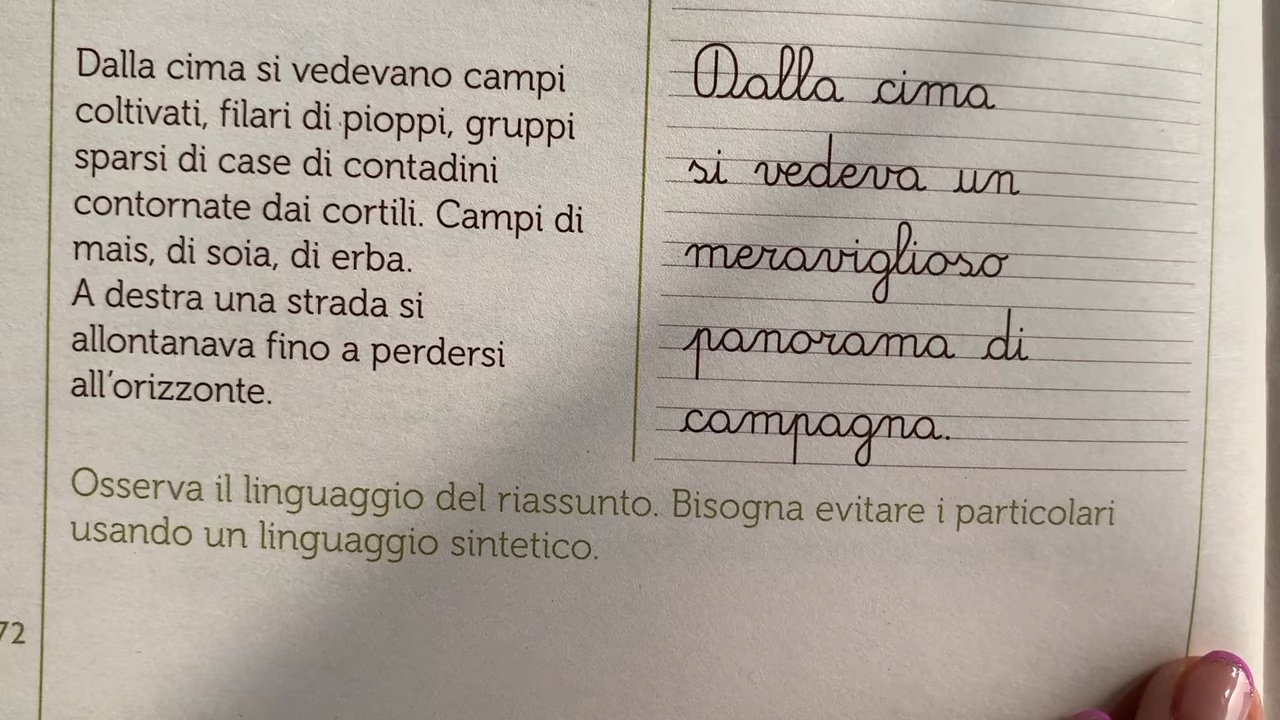 Dalla cima si vedevano campi
coltivati, filari di pioppi, gruppi
sparsi di case di contadini
contornate dai cortili. Campi di
mais, di soia, di erba.
A destra una strada si
allontanava fino a perdersi
all'orizzonte.
Dalla cima
si vedeva un
meraviglioso
panorama di
campagna.
Osserva il linguaggio del riassunto. Bisogna evitare i particolari
usando un linguaggio sintetico.
72